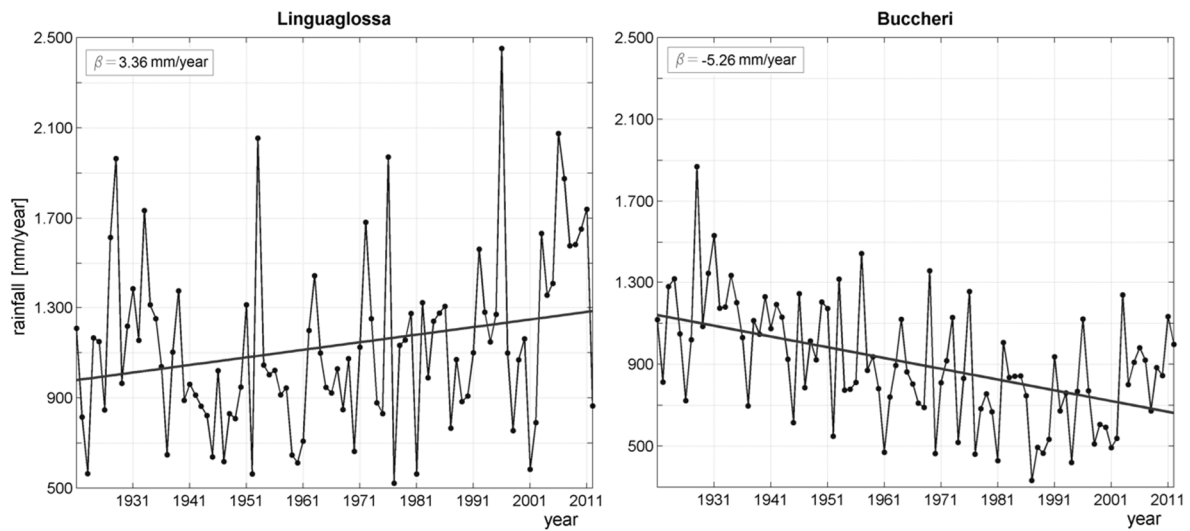 Linguaglossa
β = 3.36 mm/year
rainfall [mm/year]
2.500
2.100
1.700
1.300
900
500
1931 1941 1951 1961 1971 1981 1991 2001 2011
year
Buccheri
β = -5.26 mm/year
2.500
2.100
1.700
1.300
900
500
1931 1941 1951 1961 1971 1981 1991 2001 2011
year